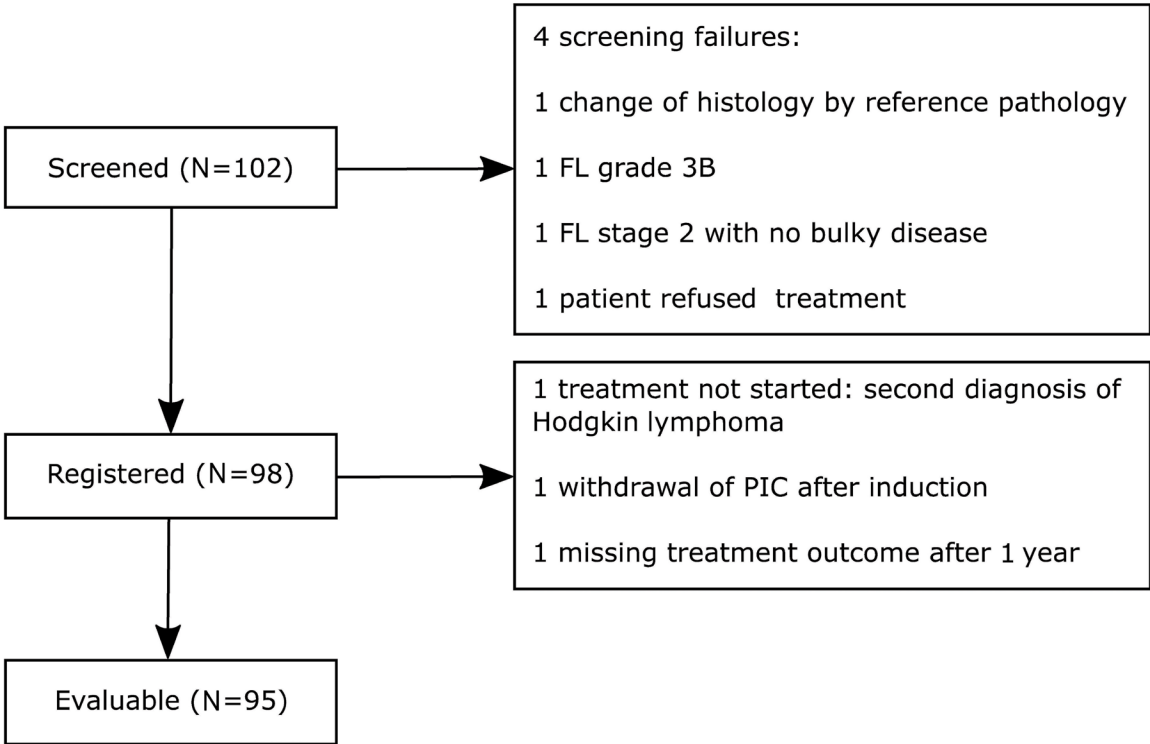 4 screening failures:
1 change of histology by reference pathology
Screened (N=102)
1 FL grade 3B
1 FL stage 2 with no bulky disease
1 patient refused treatment
1 treatment not started: second diagnosis of
Hodgkin lymphoma
Registered (N=98)
1 withdrawal of PIC after induction
1 missing treatment outcome after 1 year
Evaluable (N=95)